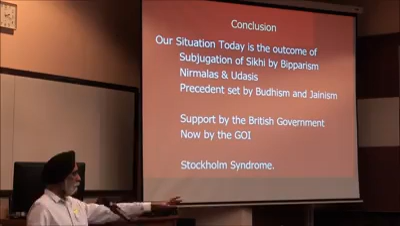 Conclusion
Our Situation Today is the outcome of
Subjugation of Sikhi by Bipparism
Nirmalas & Udasis
Precedent set by Budhism and Jainism
Support by the British Government
Now by the GOI
Stockholm Syndrome.